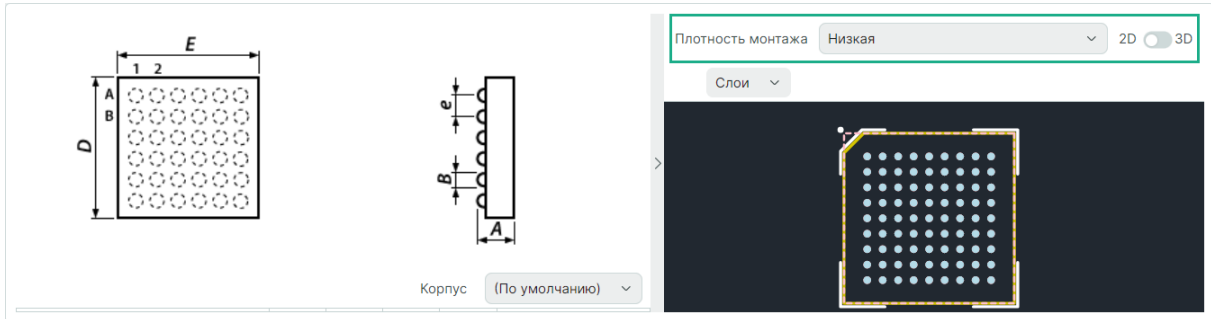 E
1 2
A
B
D
e
B
A
Корпус (По умолчанию)
Плотность монтажа Низкая 2D 3D
Слои